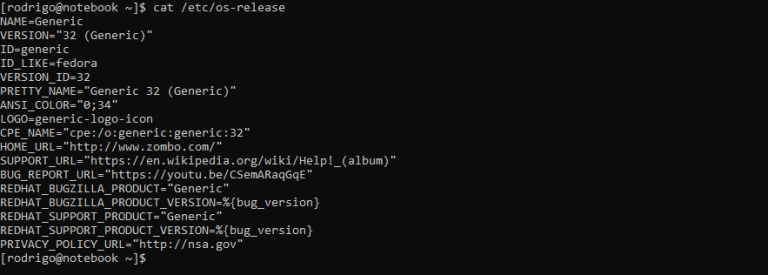 [rodrigo@notebook ~]$ cat /etc/os-release
NAME=Generic
VERSION="32 (Generic)"
ID=generic
ID_LIKE=fedora
VERSION_ID=32
PRETTY_NAME="Generic 32 (Generic)"
ANSI_COLOR="0;34"
LOGO=generic-logo-icon
CPE_NAME="cpe:/o:generic:generic:32"
HOME_URL="http://www.zombo.com/"
SUPPORT_URL="https://en.wikipedia.org/wiki/Help!_(album)"
BUG_REPORT_URL="https://youtu.be/CSemARaqGqE"
REDHAT_BUGZILLA_PRODUCT="Generic"
REDHAT_BUGZILLA_PRODUCT_VERSION=%{bug_version}
REDHAT_SUPPORT_PRODUCT="Generic"
REDHAT_SUPPORT_PRODUCT_VERSION=%{bug_version}
PRIVACY_POLICY_URL="http://nsa.gov"
[rodrigo@notebook ~]$